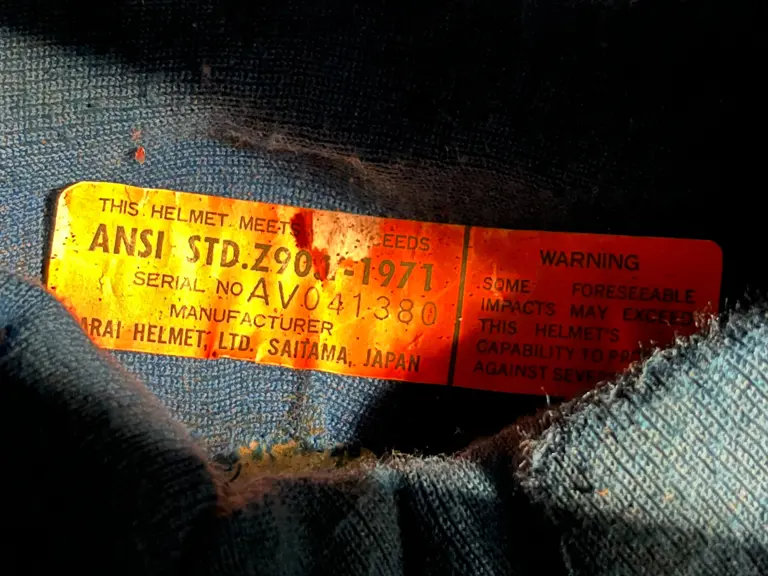 THIS HELMET MEETS EEDS
ANSI STD. -1971
SERIAL NO AV041380
MANUFACTURER
ARAI HELMET, LTD. SAITAMA, JAPAN
WARNING
SOME FORESEEABLE
IMPACTS MAY EXCEED
THIS HELMET'S
CAPABILITY TO
AGAINST